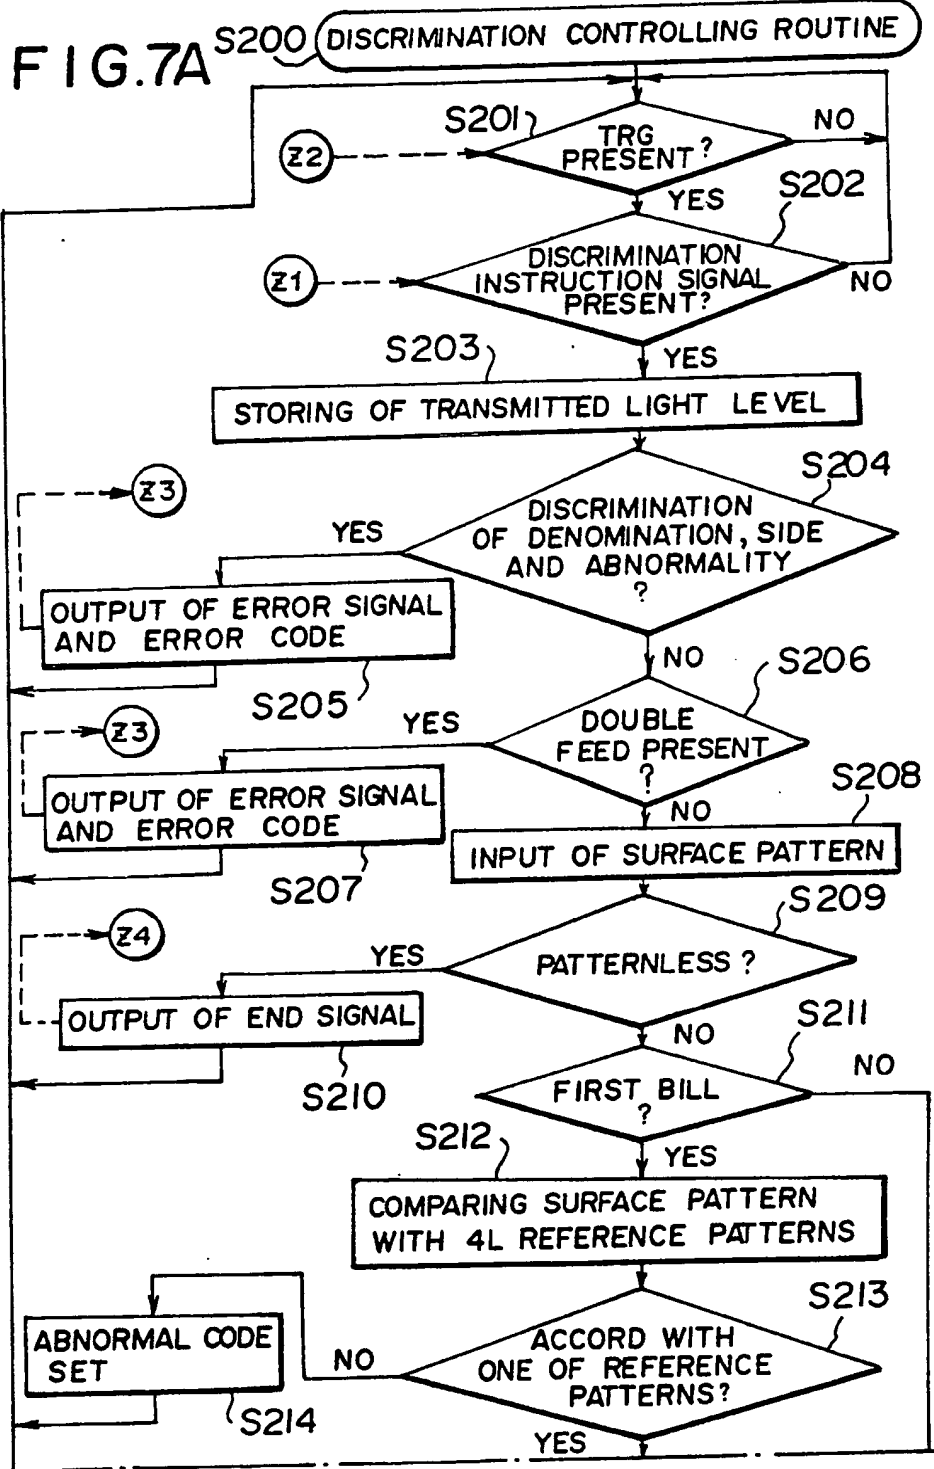 FIG.7A
S200
DISCRIMINATION CONTROLLING ROUTINE
S201
TRG
PRESENT?
NO
Z2
YES
S202
DISCRIMINATION
INSTRUCTION SIGNAL
PRESENT?
NO
Z1
S203
YES
STORING OF TRANSMITTED LIGHT LEVEL
S204
Z3
YES
DISCRIMINATION
OF DENOMINATION, SIDE
AND ABNORMALITY
?
OUTPUT OF ERROR SIGNAL
AND ERROR CODE
S205
NO
S206
Z3
YES
DOUBLE
FEED PRESENT
?
OUTPUT OF ERROR SIGNAL
AND ERROR CODE
S207
NO
S208
INPUT OF SURFACE PATTERN
S209
Z4
YES
PATTERNLESS ?
OUTPUT OF END SIGNAL
S210
NO
S211
FIRST BILL
?
NO
S212
YES
COMPARING SURFACE PATTERN
WITH 4L REFERENCE PATTERNS
S213
ACCORD WITH
ONE OF REFERENCE
PATTERNS?
NO
ABNORMAL CODE
SET
S214
YES